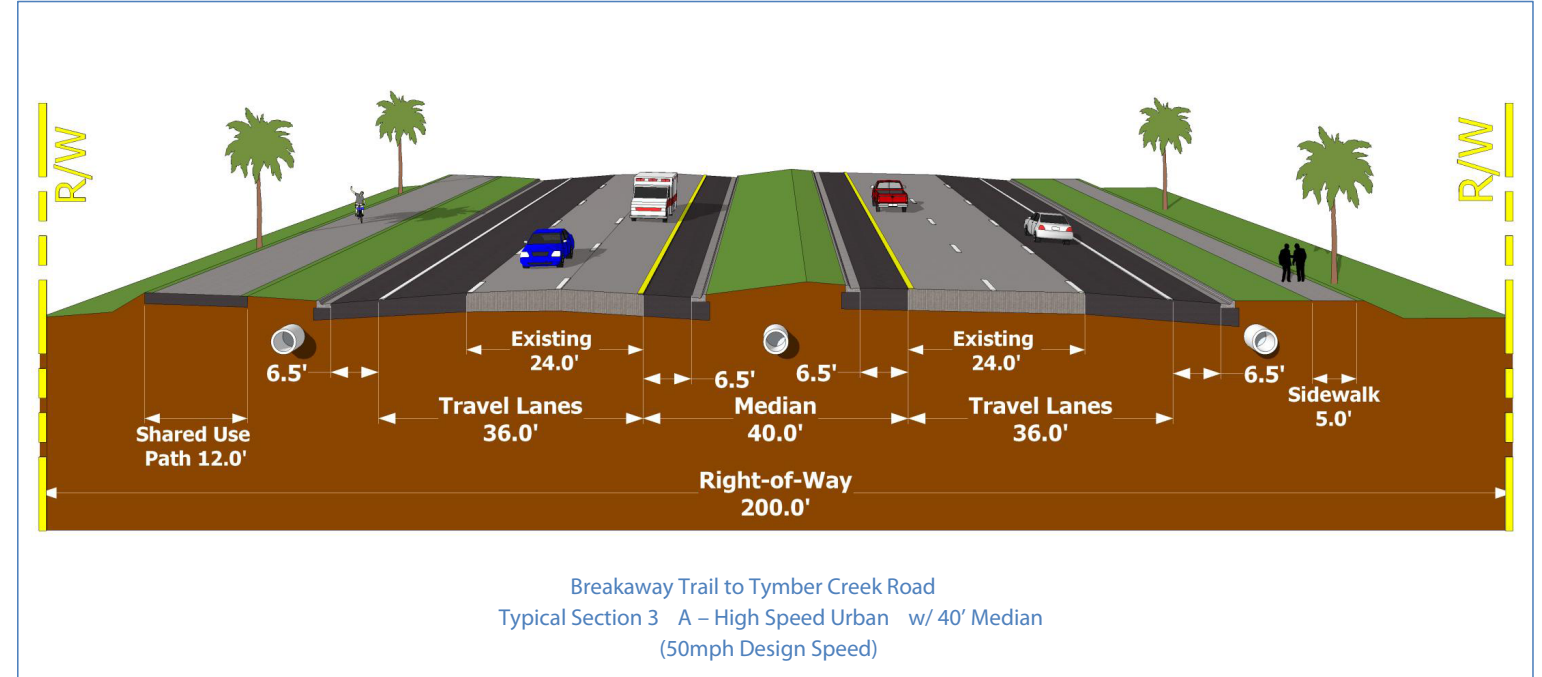 R/W
R/W
Existing
24.0'
Existing
24.0'
6.5'
6.5'
6.5'
6.5'
Travel Lanes
36.0'
Median
40.0'
Travel Lanes
36.0'
Sidewalk
5.0'
Shared Use
Path 12.0'
Right-of-Way
200.0'
Breakaway Trail to Tymber Creek Road
Typical Section 3 A – High Speed Urban w/ 40’ Median
(50mph Design Speed)